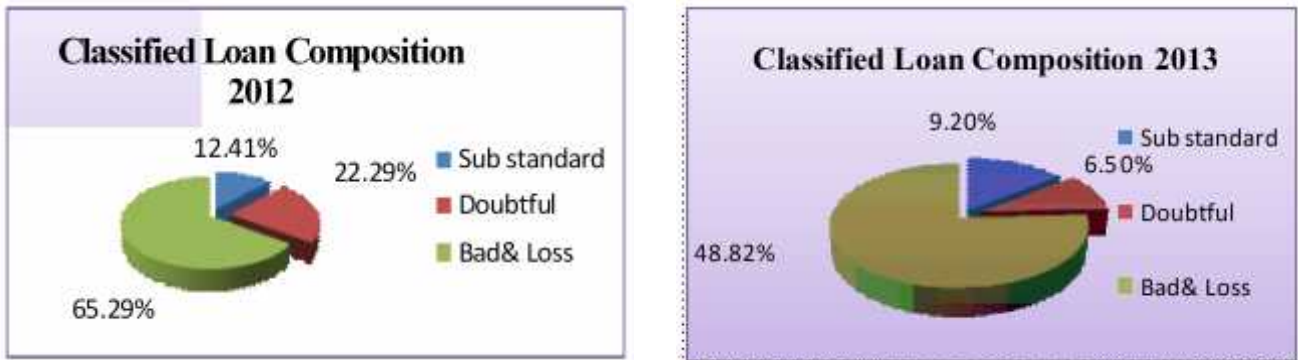 Classified Loan Composition
2012
12.41%
22.29%
65.29%
Sub standard
Doubtful
Bad& Loss
Classified Loan Composition 2013
9.20%
6.50%
48.82%
Sub standard
Doubtful
Bad& Loss